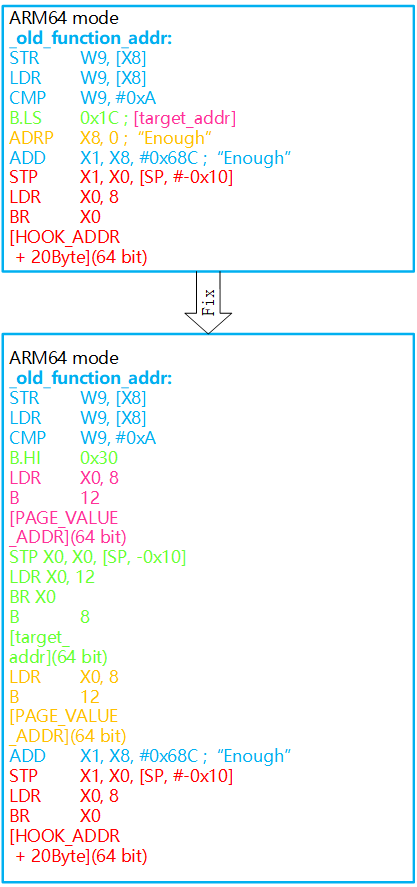 ARM64 mode
_old_function_addr:
STR W9, [X8]
LDR W9, [X8]
CMP W9, #0xA
B.LS 0x1C ; [target_addr]
ADRP X8, 0 ; “Enough”
ADD X1, X8, #0x68C ; “Enough”
STP X1, X0, [SP, #-0x10]
LDR X0, 8
BR X0
[HOOK_ADDR
+ 20Byte](64 bit)
Fix
ARM64 mode
_old_function_addr:
STR W9, [X8]
LDR W9, [X8]
CMP W9, #0xA
B.HI 0x30
LDR X0, 8
B 12
[PAGE_VALUE
_ADDR](64 bit)
STP X0, X0, [SP, -0x10]
LDR X0, 12
BR X0
B 8
[target_
addr](64 bit)
LDR X0, 8
B 12
[PAGE_VALUE
_ADDR](64 bit)
ADD X1, X8, #0x68C ; “Enough”
STP X1, X0, [SP, #-0x10]
LDR X0, 8
BR X0
[HOOK_ADDR
+ 20Byte](64 bit)